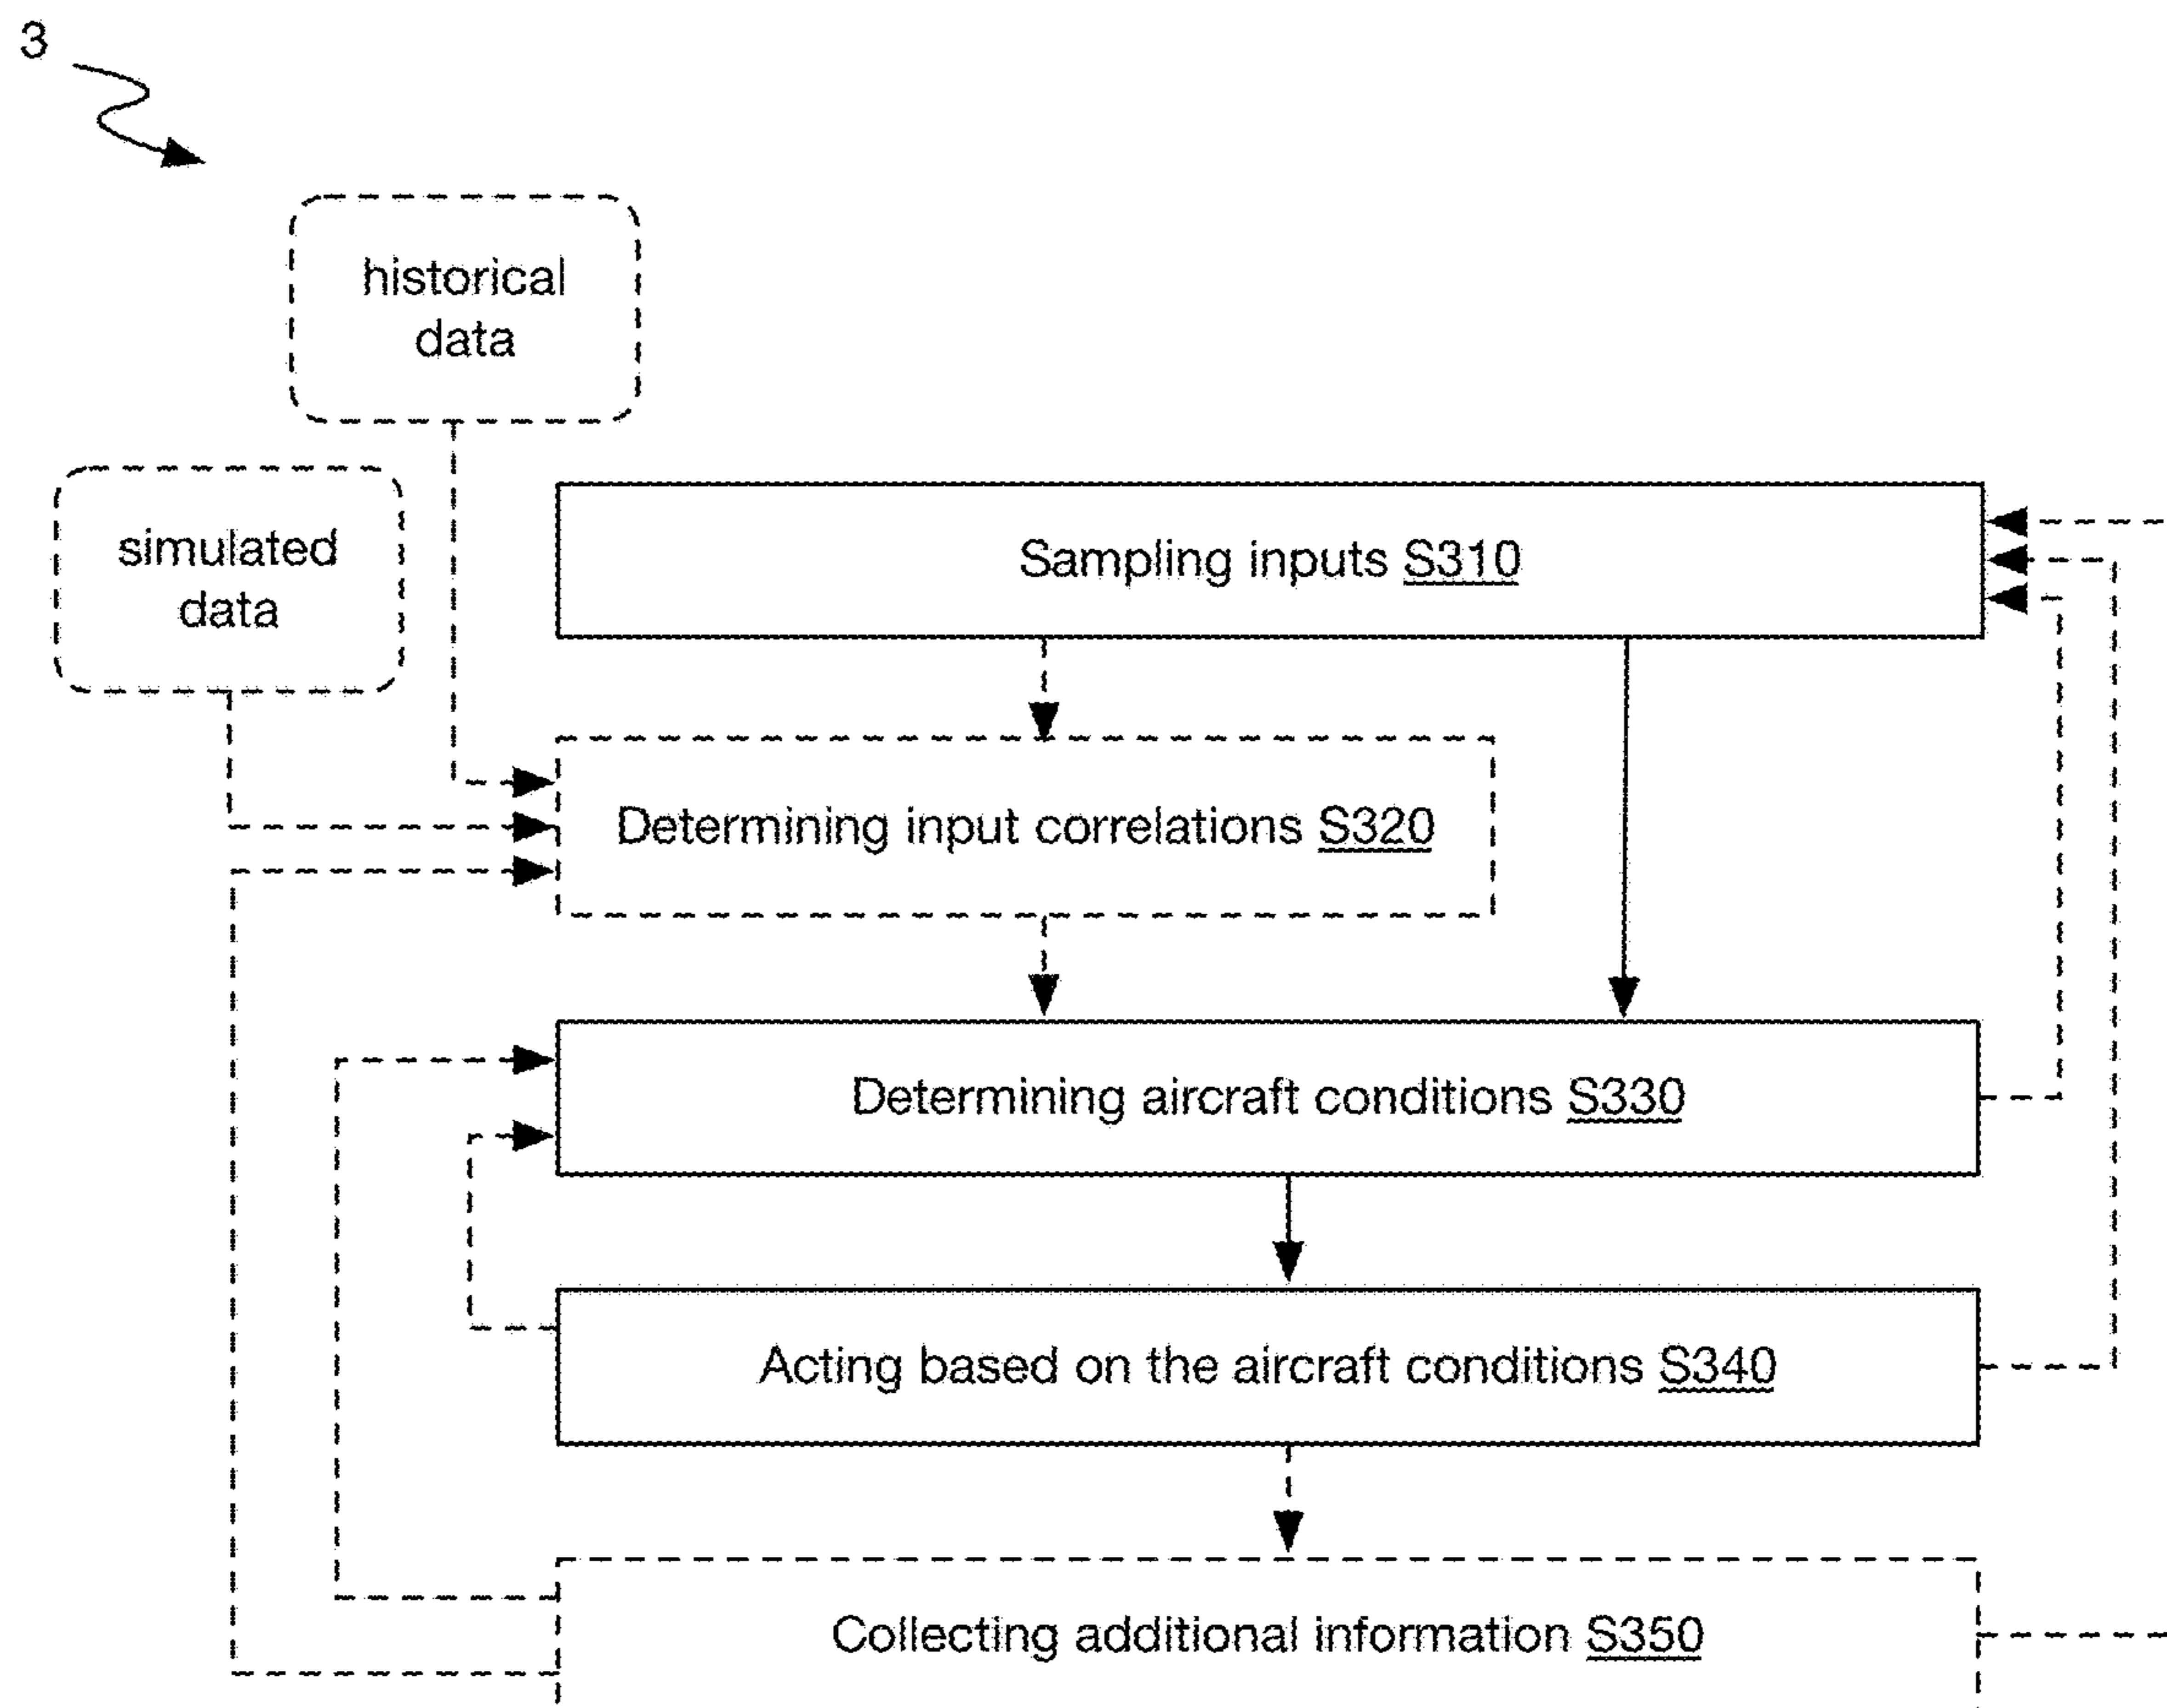 3
historical
data
simulated
data
Sampling inputs S310
Determining input correlations S320
Determining aircraft conditions S330
Acting based on the aircraft conditions S340
Collecting additional information S350